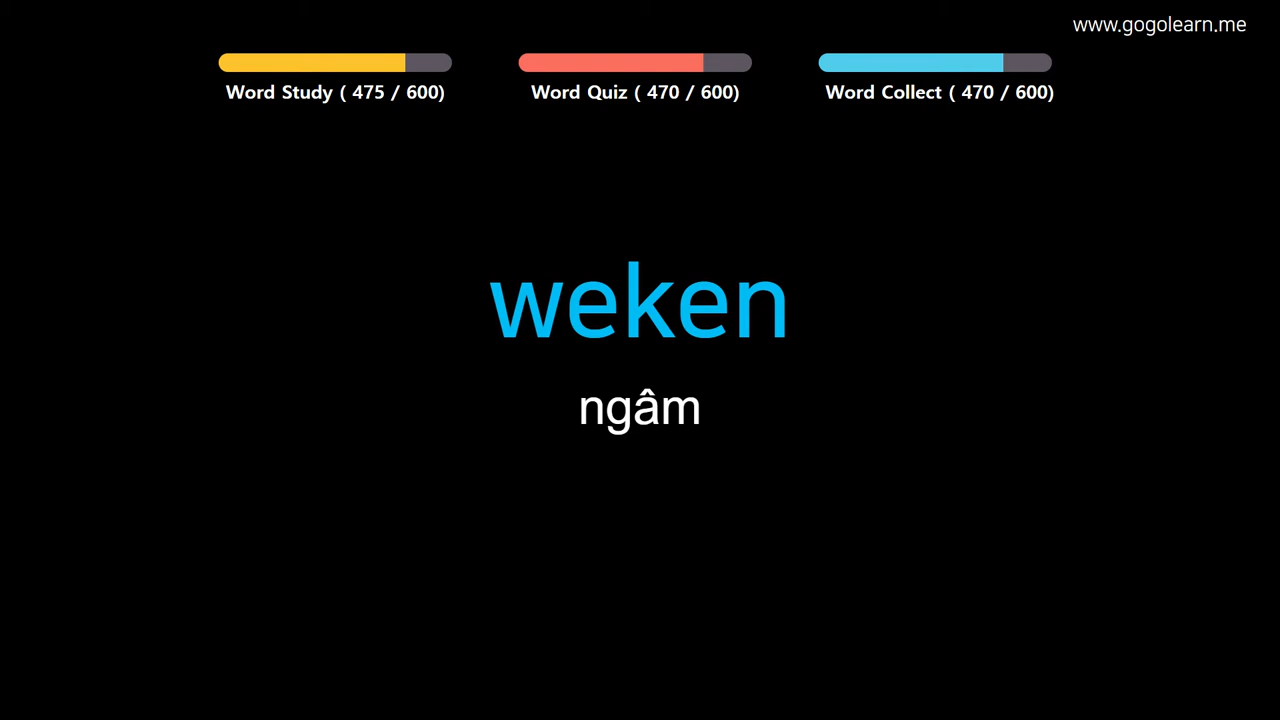 www.gogolearn.me
Word Study ( 475 / 600)
Word Quiz ( 470 / 600)
Word Collect ( 470 / 600)
weken
ngâm